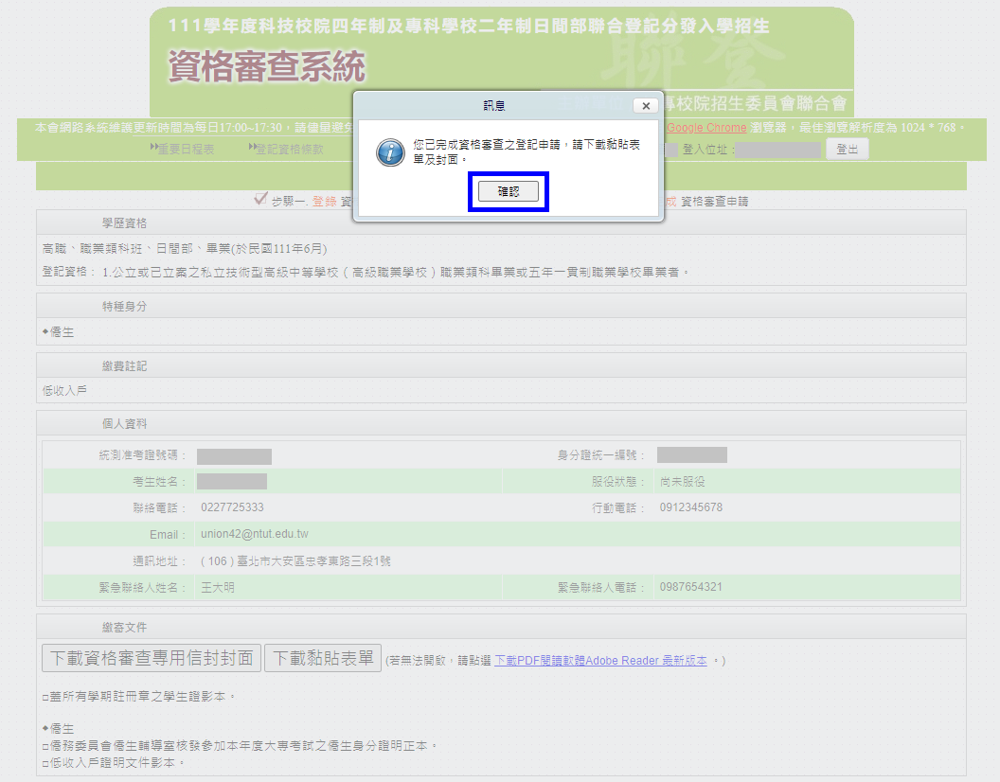 111學年度科技校院四年制及專科學校二年制日間部聯合登記分發入學招生
聯登
資格審查系統
專校院招生委員會聯合會
訊息
您已完成資格審查之登記申請，請下載黏貼表單及封面。
確認
本會網路系統維護更新時間為每日17:00~17:30，請儘量避免
Google Chrome 瀏覽器，最佳瀏覽解析度為 1024 * 768。
重要日程表 登記資格條款
登入位址： 登出
步驟一. 登錄 資
成 資格審查申請
學歷資格
高職、職業類科班、日間部、畢業(於民國111年6月)
登記資格： 1.公立或已立案之私立技術型高級中等學校（高級職業學校）職業類科畢業或五年一貫制職業學校畢業者。
特種身分
◆僑生
繳費註記
低收入戶
個人資料
統測准考證號碼： 身分證統一編號：
考生姓名： 服役狀態： 尚未服役
聯絡電話： 0227725333 行動電話： 0912345678
Email： union42@ntut.edu.tw
通訊地址： ( 106 ) 臺北市大安區忠孝東路三段1號
緊急聯絡人姓名： 王大明 緊急聯絡人電話： 0987654321
繳寄文件
下載資格審查專用信封封面 下載黏貼表單 (若無法開啟，請點選 下載PDF閱讀軟體Adobe Reader 最新版本 。)
□蓋所有學期註冊章之學生證影本。
◆僑生
□僑務委員會僑生輔導室核發參加本年度大專考試之僑生身分證明正本。
□低收入戶證明文件影本。